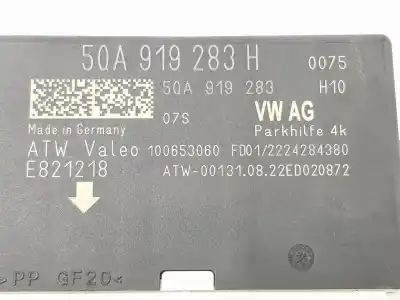 5QA 919 283 H 0075
5QA 919 283 H10
07S VW AG
Made in Germany Parkhilfe 4k
ATW Valeo 100653060 FD01/2224284380
E821218 ATW-00131.08.22ED020872
>PP GF20<